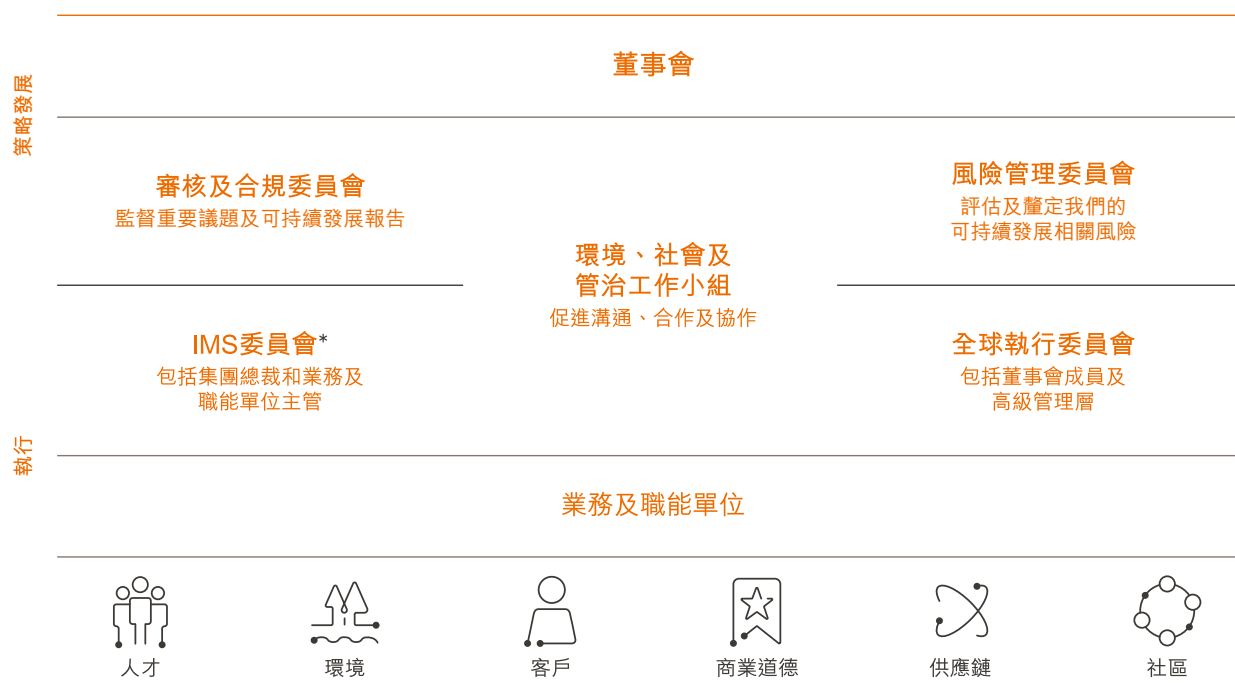 策略發展
董事會
審核及合規委員會
監督重要議題及可持續發展報告
風險管理委員會
評估及釐定我們的
可持續發展相關風險
環境、社會及
管治工作小組
促進溝通、合作及協作
執行
IMS委員會*
包括集團總裁和業務及
職能單位主管
全球執行委員會
包括董事會成員及
高級管理層
業務及職能單位
人才
環境
客戶
商業道德
供應鏈
社區